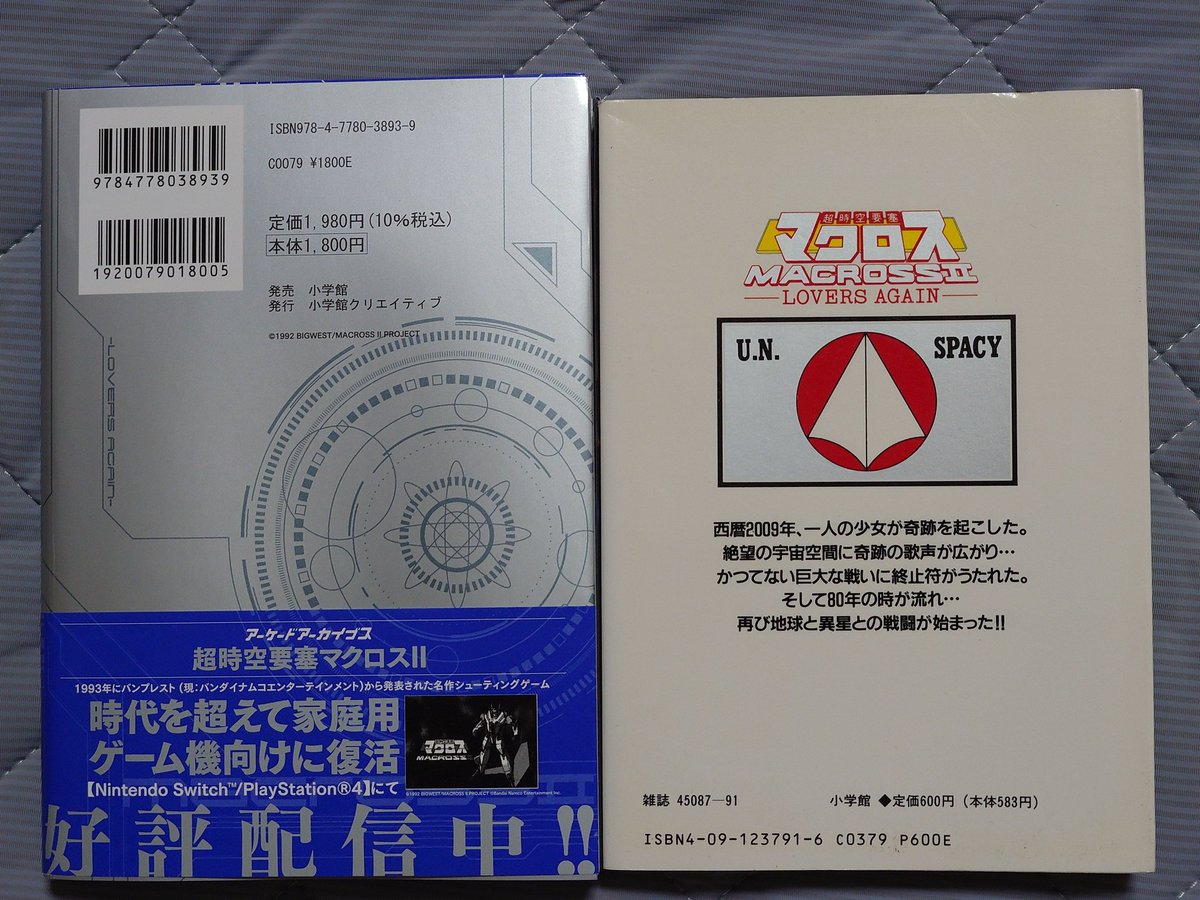 9784778038939
1920079018005
ISBN978-4-7780-3893-9
C0079 ¥1800E
定価1,980円(10%税込)
本体1,800円
発売 小学館
発行 小学館クリエイティブ
©1992 BIGWEST/MACROSS II PROJECT
-LOVERS AGAIN-
アーケードアーカイブス
超時空要塞マクロスII
1993年にバンプレスト(現:バンダイナムコエンターテインメント)から発表された名作シューティングゲーム
時代を超えて家庭用
ゲーム機向けに復活
【Nintendo Switch™/PlayStation®4】にて
マクロス
MACROSS
©1992 BIGWEST/MACROSS II PROJECT ©Bandai Namco Entertainment Inc.
好評配信中!!
超時空要塞
マクロス
MACROSSII
LOVERS AGAIN
U.N. SPACY
西暦2009年、一人の少女が奇跡を起こした。
絶望の宇宙空間に奇跡の歌声が広がり…
かつてない巨大な戦いに終止符がうたれた。
そして80年の時が流れ…
再び地球と異星との戦闘が始まった!!
雑誌 45087—91
小学館 ◆定価600円(本体583円)
ISBN4-09-123791-6 C0379 P600E